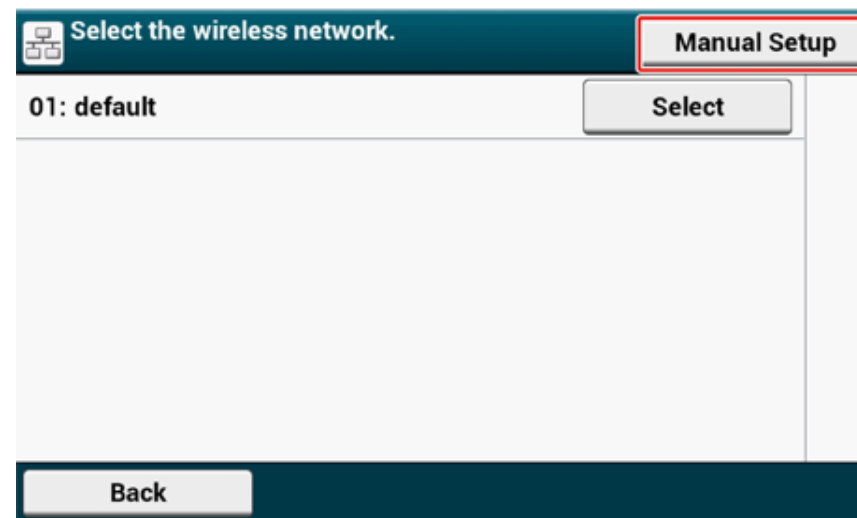 Select the wireless network.
Manual Setup
01: default
Select
Back